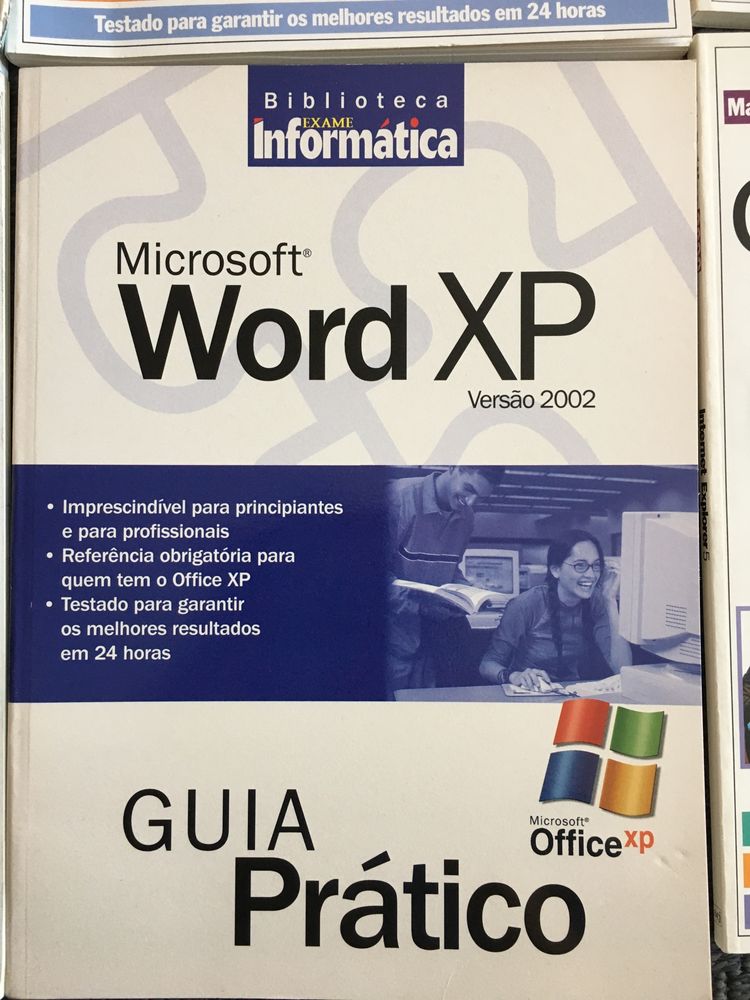 Testado para garantir os melhores resultados em 24 horas
Biblioteca
EXAME
Informática
Microsoft®
Word XP
Versão 2002
• Imprescindível para principiantes
e para profissionais
• Referência obrigatória para
quem tem o Office XP
• Testado para garantir
os melhores resultados
em 24 horas
Microsoft®
Office xp
GUIA
Prático
Internet Explorer 5